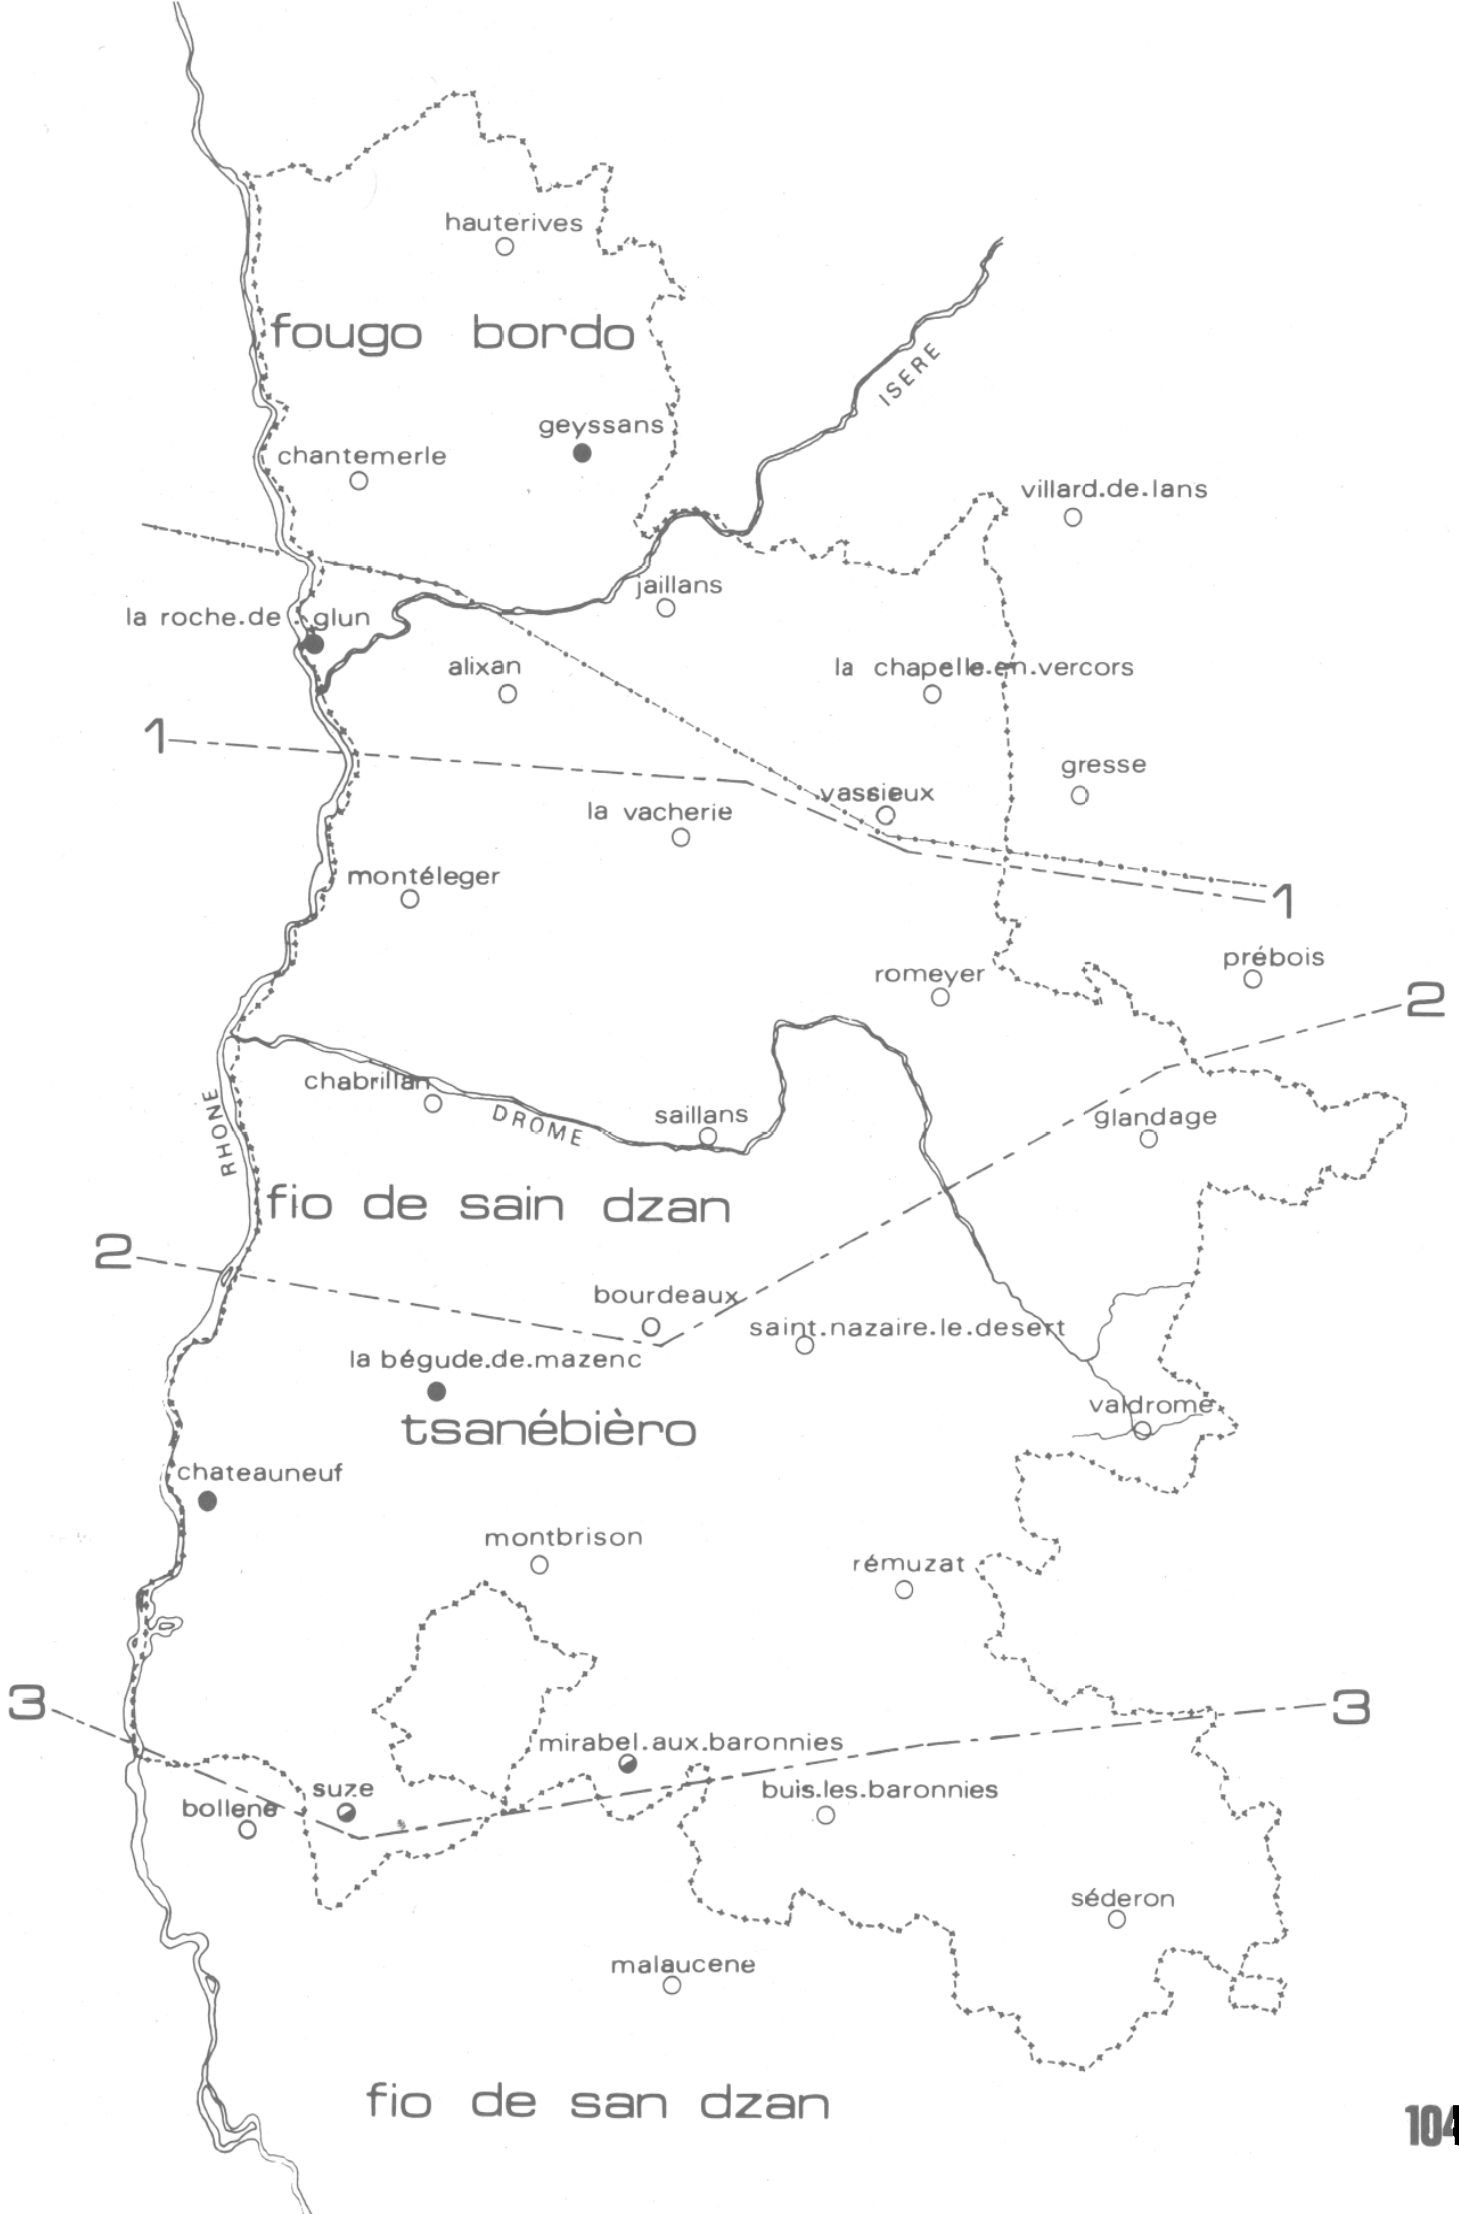 hauterives
fougo bordo
ISERE
geyssans
chantemerle
villard.de.lans
jaillans
la roche.de glun
alixan
la chapelle.en.vercors
1
gresse
vassieux
la vacherie
montéleger
1
prébois
romeyer
2
chabrillan
RHONE
DROME
saillans
glandage
fio de sain dzan
2
bourdeaux
saint.nazaire.le.desert
la bégude.de.mazenc
valdrome
tsanébièro
chateauneuf
montbrison
rémuzat
3
3
mirabel.aux.baronnies
suze
buis.les.baronnies
bollene
séderon
malaucene
fio de san dzan
104